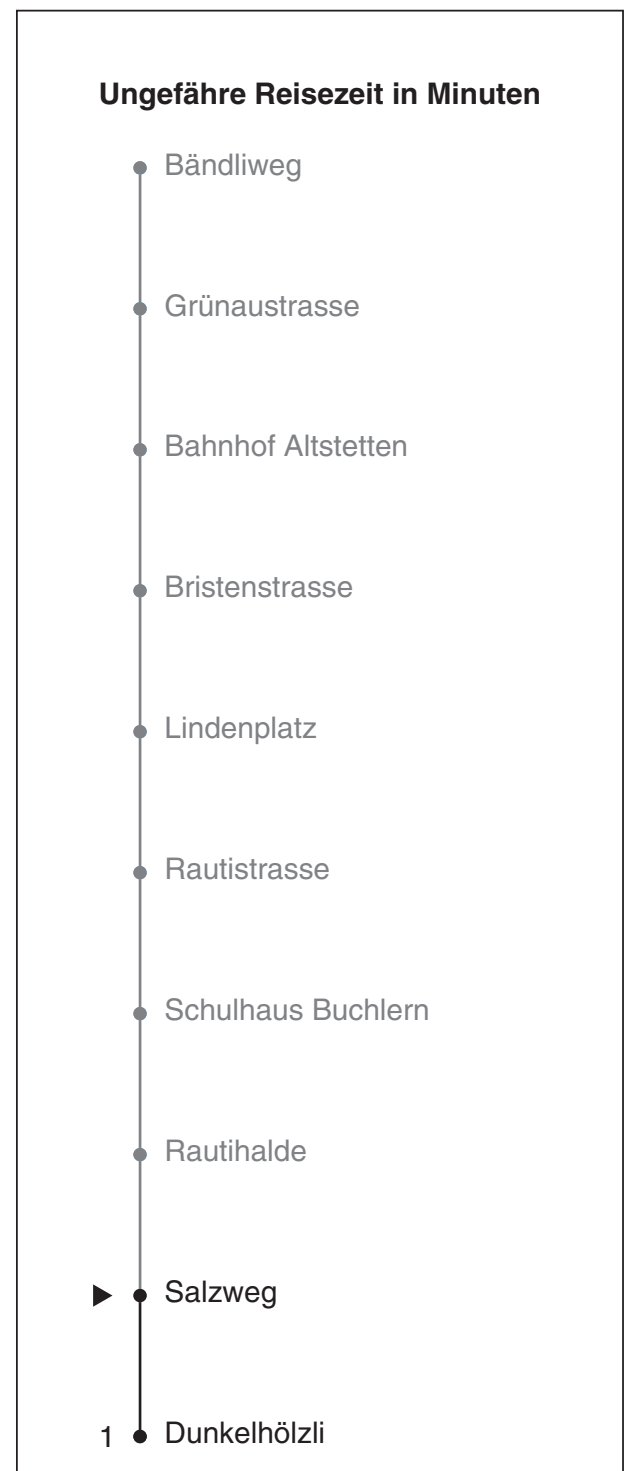 Ungefähre Reisezeit in Minuten
Bändliweg
Grünaustrasse
Bahnhof Altstetten
Bristenstrasse
Lindenplatz
Rautistrasse
Schulhaus Buchlern
Rautihalde
▶ Salzweg
1 Dunkelhölzli